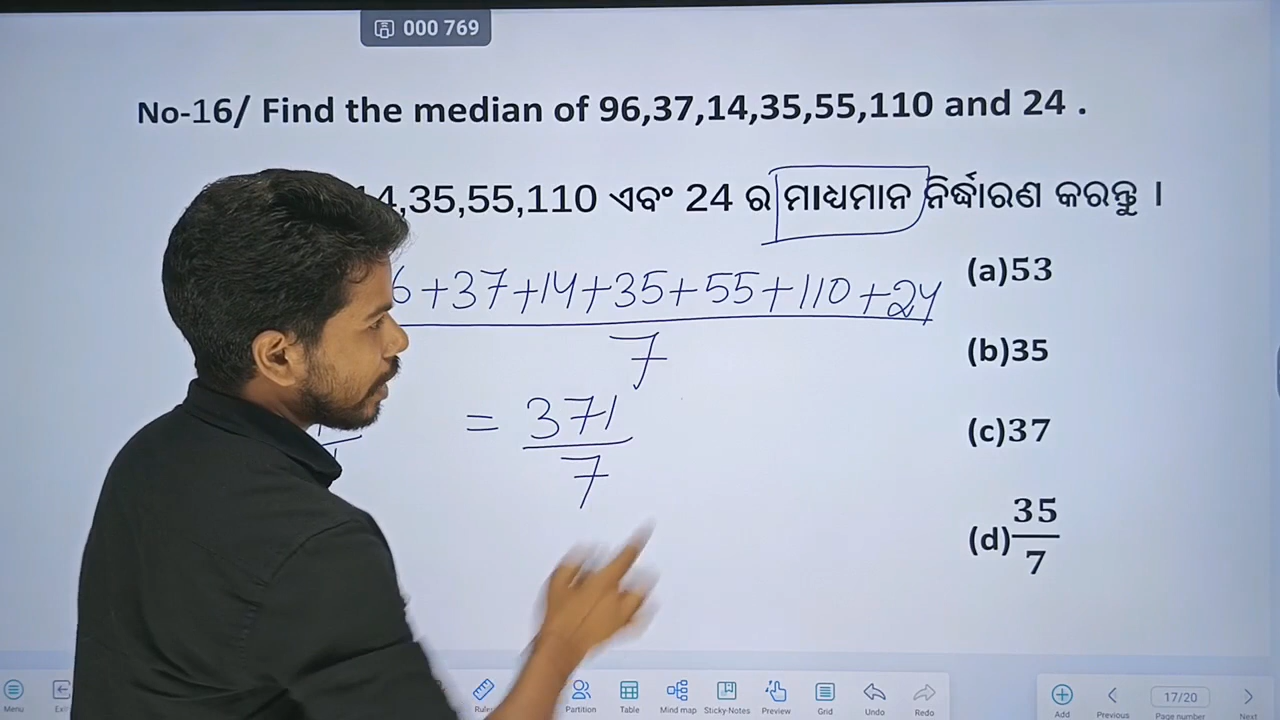 000 769
No-16/ Find the median of 96,37,14,35,55,110 and 24 .
4,35,55,110 ଏବଂ 24 ର ମାଧ୍ୟମାନ ନିର୍ଦ୍ଧାରଣ କରନ୍ତୁ ।
6+37+14+35+55+110+24
7
= 371
7
(a)53
(b)35
(c)37
(d) 35
7
Menu
Partition
Table
Mind map
Sticky-Notes
Preview
Grid
Undo
Redo
Add
Previous
17/20
Page number
Next